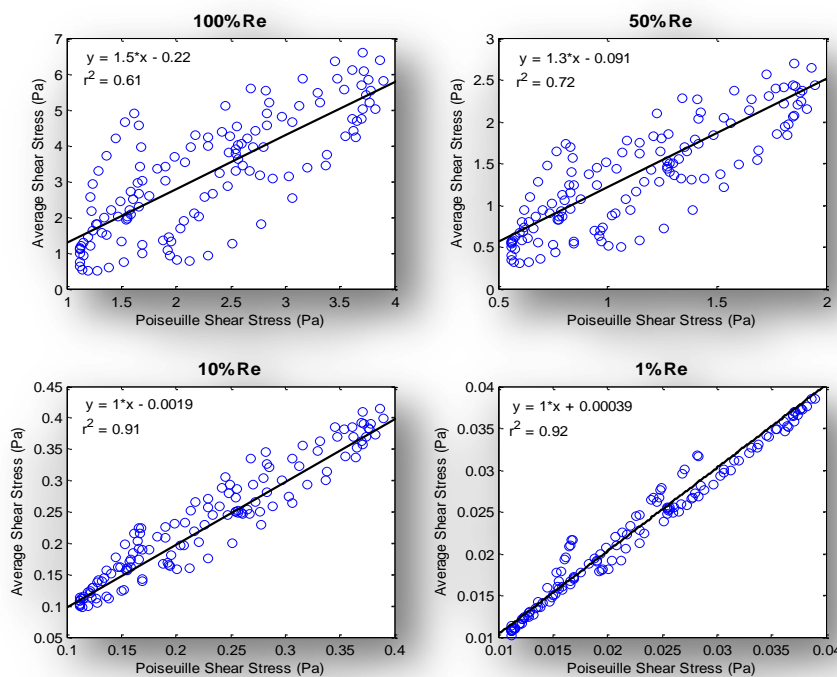 100%Re
y = 1.5*x - 0.22
r² = 0.61
7
6
5
4
3
2
1
0
Average Shear Stress (Pa)
1 1.5 2 2.5 3 3.5 4
Poiseuille Shear Stress (Pa)
50%Re
y = 1.3*x - 0.091
r² = 0.72
3
2.5
2
1.5
1
0.5
0
Average Shear Stress (Pa)
0.5 1 1.5 2
Poiseuille Shear Stress (Pa)
10%Re
y = 1*x - 0.0019
r² = 0.91
0.45
0.4
0.35
0.3
0.25
0.2
0.15
0.1
0.05
Average Shear Stress (Pa)
0.1 0.15 0.2 0.25 0.3 0.35 0.4
Poiseuille Shear Stress (Pa)
1%Re
y = 1*x + 0.00039
r² = 0.92
0.04
0.03
0.02
0.01
Average Shear Stress (Pa)
0.01 0.015 0.02 0.025 0.03 0.035 0.04
Poiseuille Shear Stress (Pa)